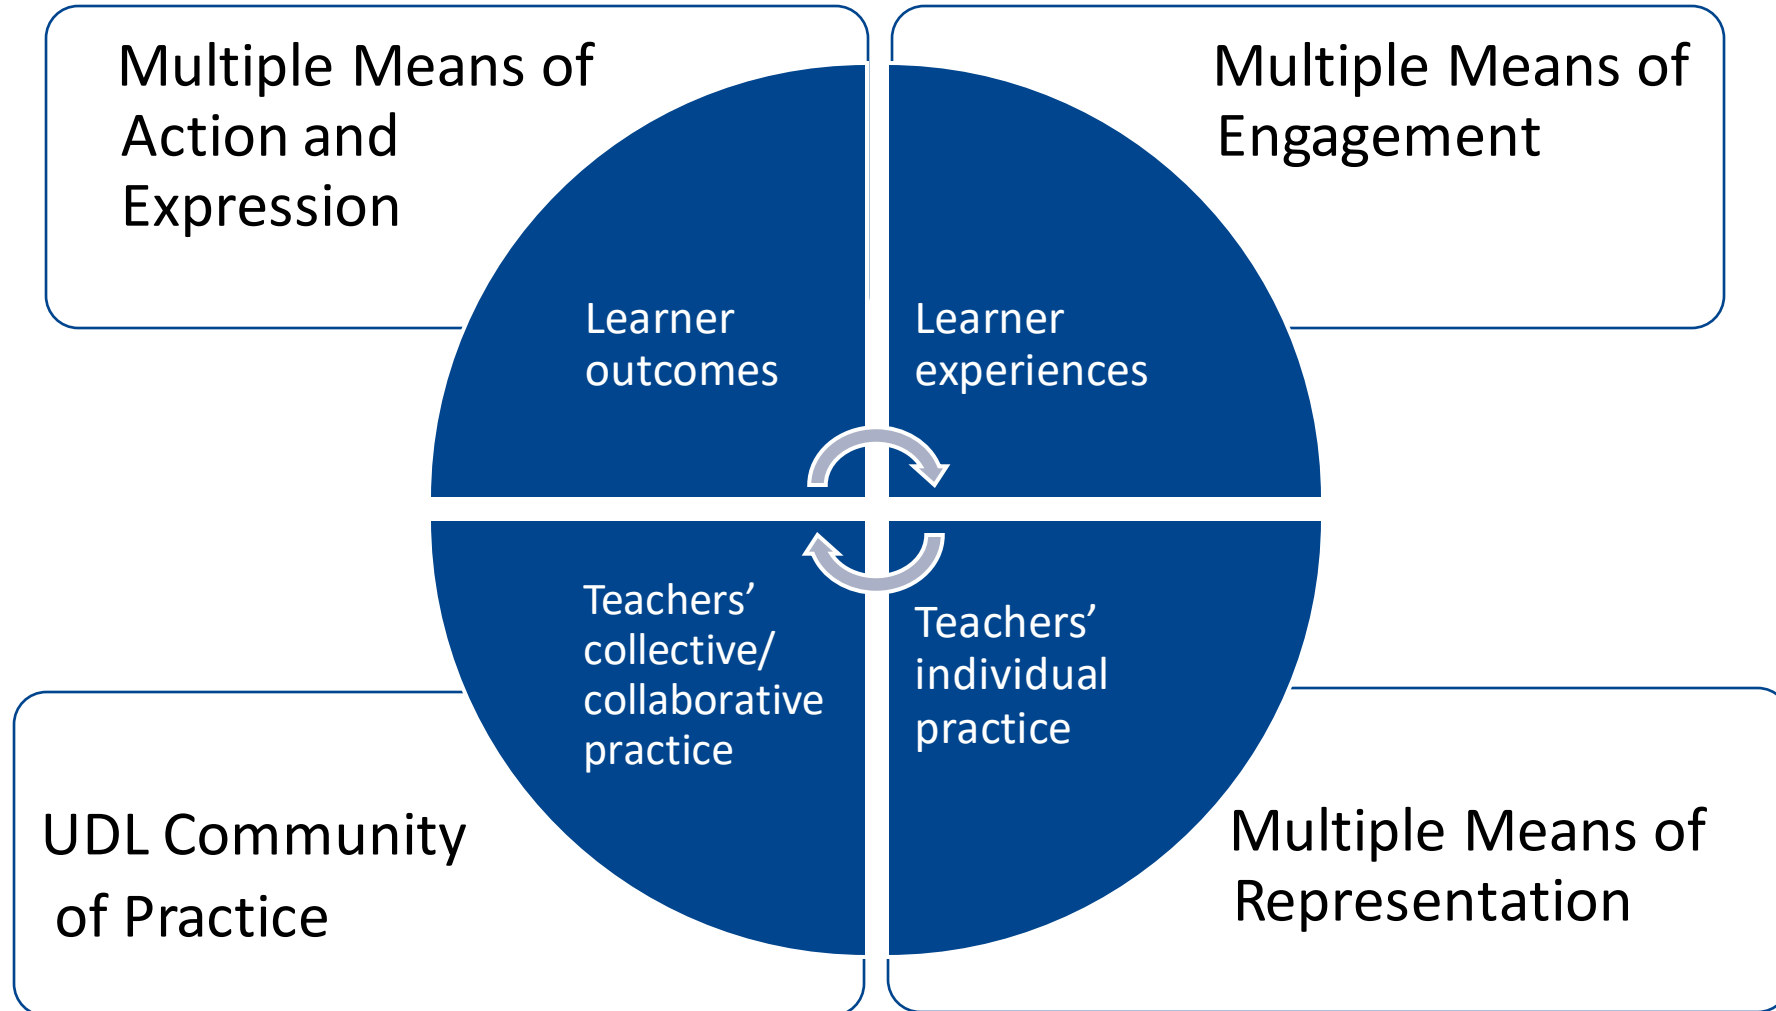 Multiple Means of
Action and
Expression
Multiple Means of
Engagement
Learner
outcomes
Learner
experiences
Teachers’
collective/
collaborative
practice
Teachers’
individual
practice
UDL Community
of Practice
Multiple Means of
Representation